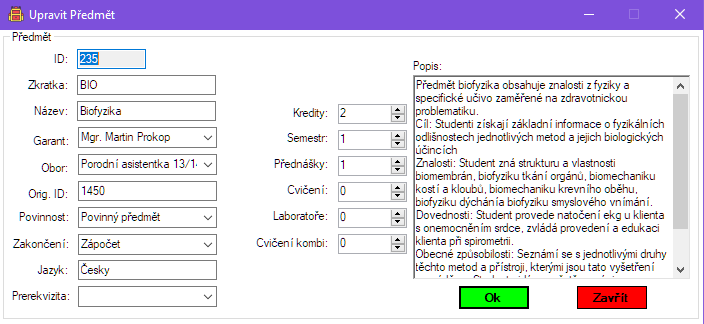 Upravit Předmět
Předmět
ID: 235
Zkratka: BIO
Název: Biofyzika
Garant: Mgr. Martin Prokop
Obor: Porodní asistentka 13/14
Orig. ID: 1450
Povinnost: Povinný předmět
Zakončení: Zápočet
Jazyk: Česky
Prerekvizita:
Kredity: 2
Semestr: 1
Přednášky: 1
Cvičení: 0
Laboratoře: 0
Cvičení kombi: 0
Popis:
Předmět biofyzika obsahuje znalosti z fyziky a
specifické učivo zaměřené na zdravotnickou
problematiku.
Cíl: Studenti získají základní informace o fyzikálních
odlišnostech jednotlivých metod a jejich biologických
účincích
Znalosti: Student zná strukturu a vlastnosti
biomembrán, biofyziku tkání orgánů, biomechaniku
kostí a kloubů, biomechaniku krevního oběhu,
biofyziku dýchánía biofyziku smyslového vnímání.
Dovednosti: Student provede natočení ekg u klienta
s onemocněním srdce, zvládá provedení a edukaci
klienta při spirometrii.
Obecné způsobilosti: Seznámí se s jednotlivými druhy
těchto metod a přístroji, kterými jsou tato vyšetření
Ok
Zavřít